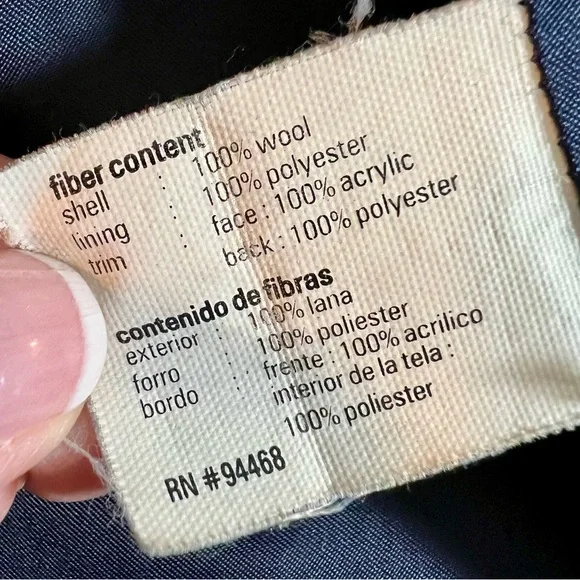 fiber content
shell : 100% wool
lining : 100% polyester
trim : face : 100% acrylic
back : 100% polyester
contenido de fibras
exterior : 100% lana
forro : 100% poliester
bordo : frente : 100% acrilico
interior de la tela :
100% poliester
RN # 94468